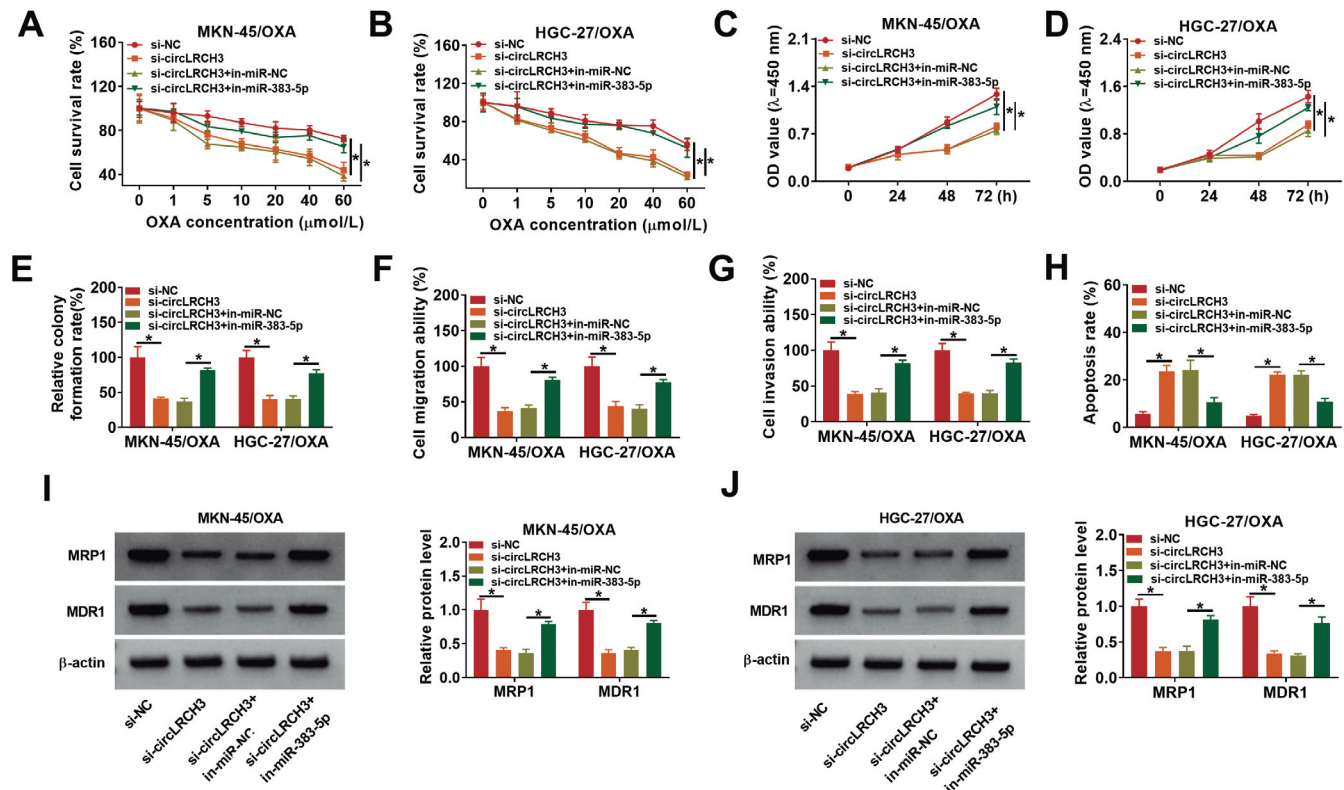 A
MKN-45/OXA
Cell survival rate (%)
160
120
80
40
si-NC
si-circLRCH3
si-circLRCH3+in-miR-NC
si-circLRCH3+in-miR-383-5p
* *
0 1 5 10 20 40 60
OXA concentration (μmol/L)
B
HGC-27/OXA
Cell survival rate (%)
160
120
80
40
si-NC
si-circLRCH3
si-circLRCH3+in-miR-NC
si-circLRCH3+in-miR-383-5p
* *
0 1 5 10 20 40 60
OXA concentration (μmol/L)
C
MKN-45/OXA
OD value (λ=450 nm)
2.1
1.4
0.7
0.0
si-NC
si-circLRCH3
si-circLRCH3+in-miR-NC
si-circLRCH3+in-miR-383-5p
* *
0 24 48 72 (h)
D
HGC-27/OXA
OD value (λ=450 nm)
2.4
1.8
1.2
0.6
0.0
si-NC
si-circLRCH3
si-circLRCH3+in-miR-NC
si-circLRCH3+in-miR-383-5p
* *
0 24 48 72 (h)
E
Relative colony
formation rate(%)
200
150
100
50
0
si-NC
si-circLRCH3
si-circLRCH3+in-miR-NC
si-circLRCH3+in-miR-383-5p
* * * *
MKN-45/OXA HGC-27/OXA
F
Cell migration ability (%)
200
150
100
50
0
si-NC
si-circLRCH3
si-circLRCH3+in-miR-NC
si-circLRCH3+in-miR-383-5p
* * * *
MKN-45/OXA HGC-27/OXA
G
Cell invasion ability (%)
200
150
100
50
0
si-NC
si-circLRCH3
si-circLRCH3+in-miR-NC
si-circLRCH3+in-miR-383-5p
* * * *
MKN-45/OXA HGC-27/OXA
H
Apoptosis rate (%)
60
40
20
0
si-NC
si-circLRCH3
si-circLRCH3+in-miR-NC
si-circLRCH3+in-miR-383-5p
* * * *
MKN-45/OXA HGC-27/OXA
I
MKN-45/OXA
MRP1
MDR1
β-actin
si-NC
si-circLRCH3
si-circLRCH3+
in-miR-NC
si-circLRCH3+
in-miR-383-5p
MKN-45/OXA
Relative protein level
2.0
1.5
1.0
0.5
0.0
si-NC
si-circLRCH3
si-circLRCH3+in-miR-NC
si-circLRCH3+in-miR-383-5p
* * * *
MRP1 MDR1
J
HGC-27/OXA
MRP1
MDR1
β-actin
si-NC
si-circLRCH3
si-circLRCH3+
in-miR-NC
si-circLRCH3+
in-miR-383-5p
HGC-27/OXA
Relative protein level
2.0
1.5
1.0
0.5
0.0
si-NC
si-circLRCH3
si-circLRCH3+in-miR-NC
si-circLRCH3+in-miR-383-5p
* * * *
MRP1 MDR1